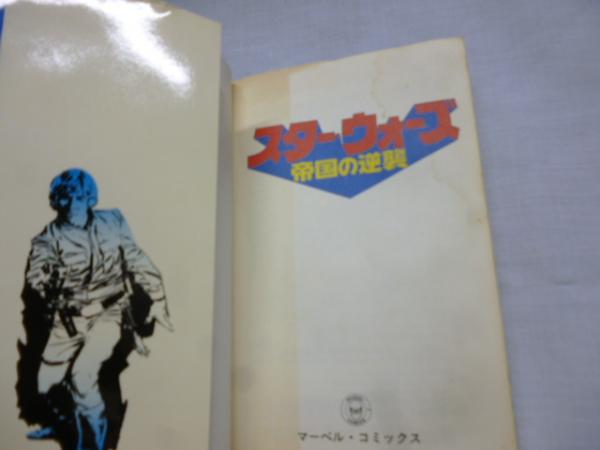 スター・ウォーズ
帝国の逆襲
マーベル・コミックス